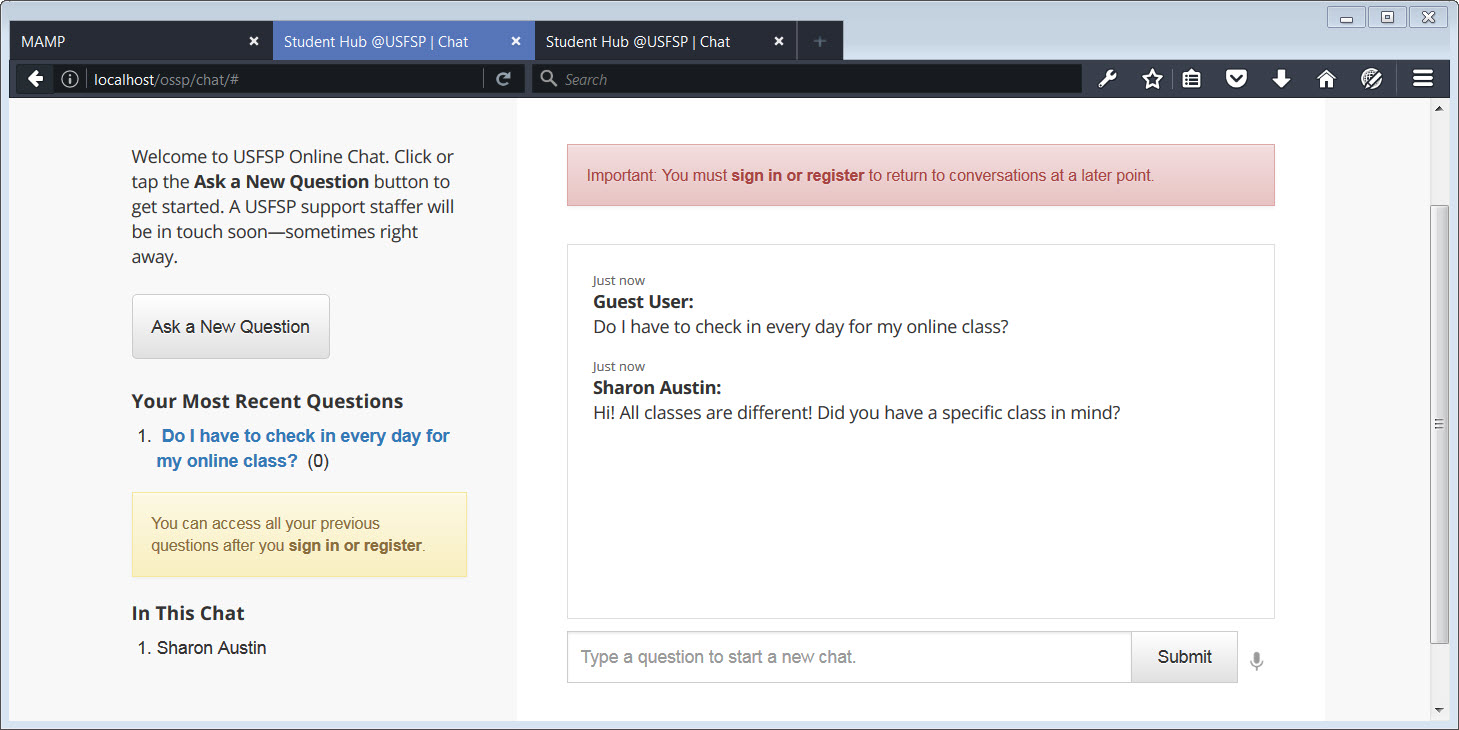 MAMP
Student Hub @USFSP | Chat
Student Hub @USFSP | Chat
localhost/ossp/chat/#
Search
Welcome to USFSP Online Chat. Click or
tap the Ask a New Question button to
get started. A USFSP support staffer will
be in touch soon—sometimes right
away.
Ask a New Question
Your Most Recent Questions
1. Do I have to check in every day for
my online class? (0)
You can access all your previous
questions after you sign in or register.
In This Chat
1. Sharon Austin
Important: You must sign in or register to return to conversations at a later point.
Just now
Guest User:
Do I have to check in every day for my online class?
Just now
Sharon Austin:
Hi! All classes are different! Did you have a specific class in mind?
Type a question to start a new chat.
Submit